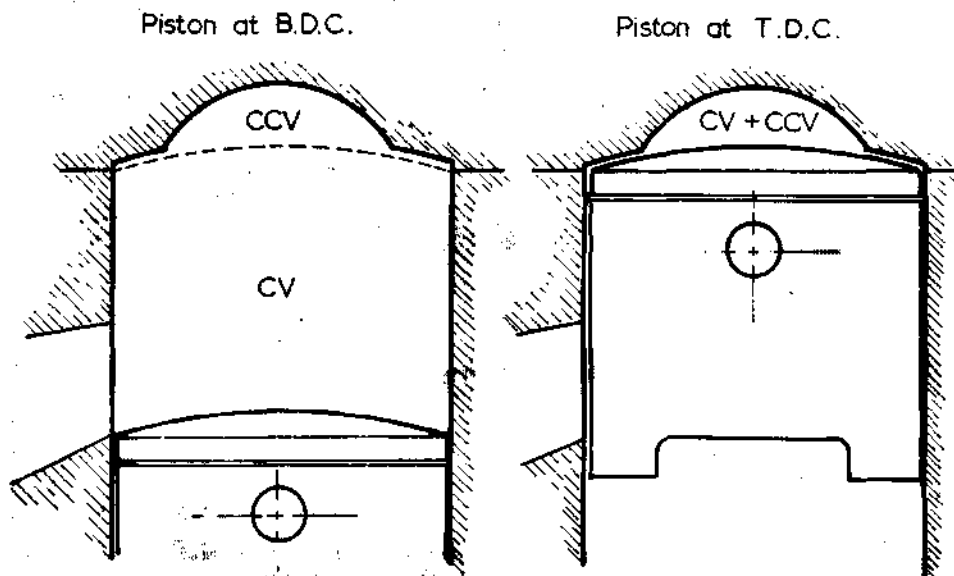 Piston at B.D.C.
Piston at T.D.C.
CCV
CV + CCV
CV